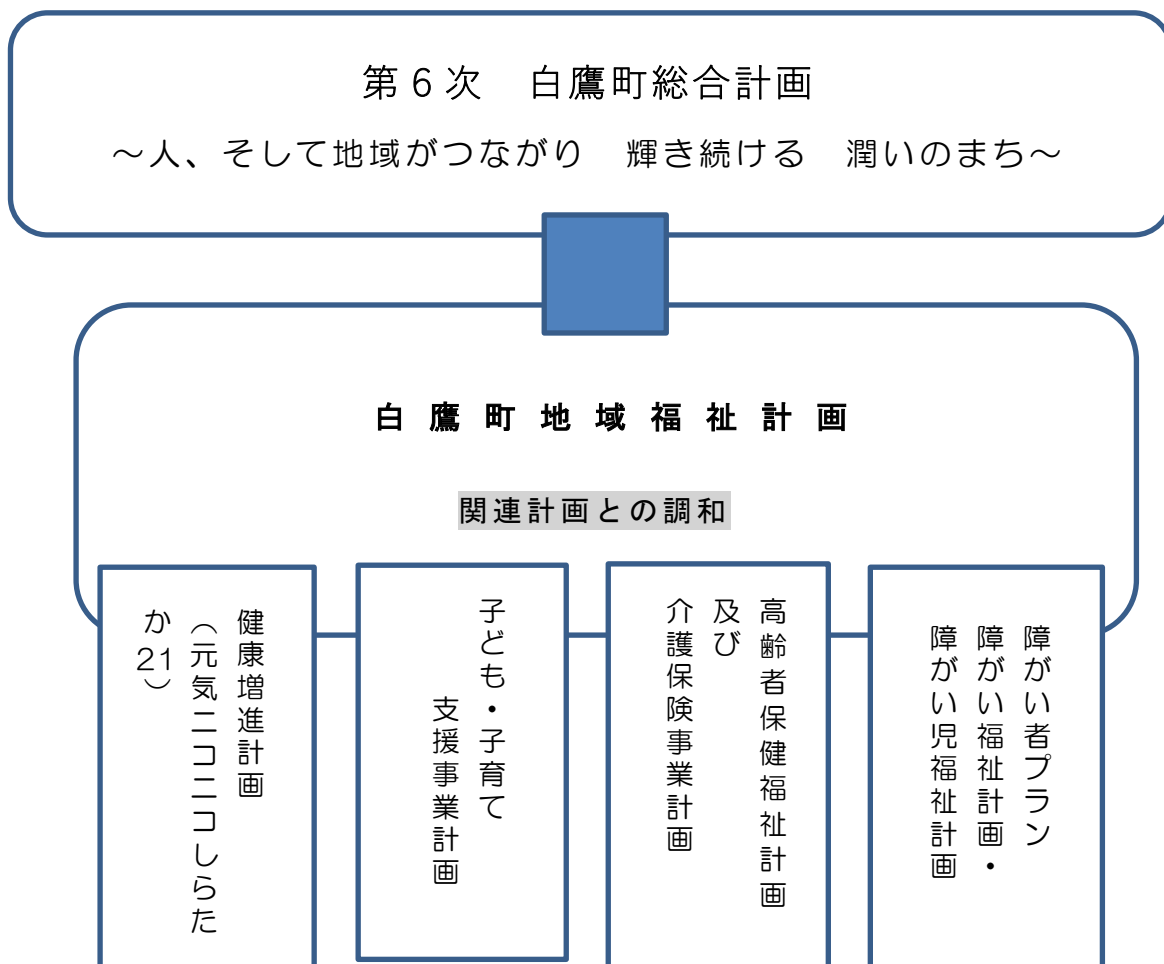 第6次　白鷹町総合計画
～人、そして地域がつながり　輝き続ける　潤いのまち～
白鷹町地域福祉計画
関連計画との調和
健康増進計画
（元気ニコニコしらた
か21）
子ども・子育て
支援事業計画
高齢者保健福祉計画
及び
介護保険事業計画
障がい者プラン
障がい福祉計画・
障がい児福祉計画